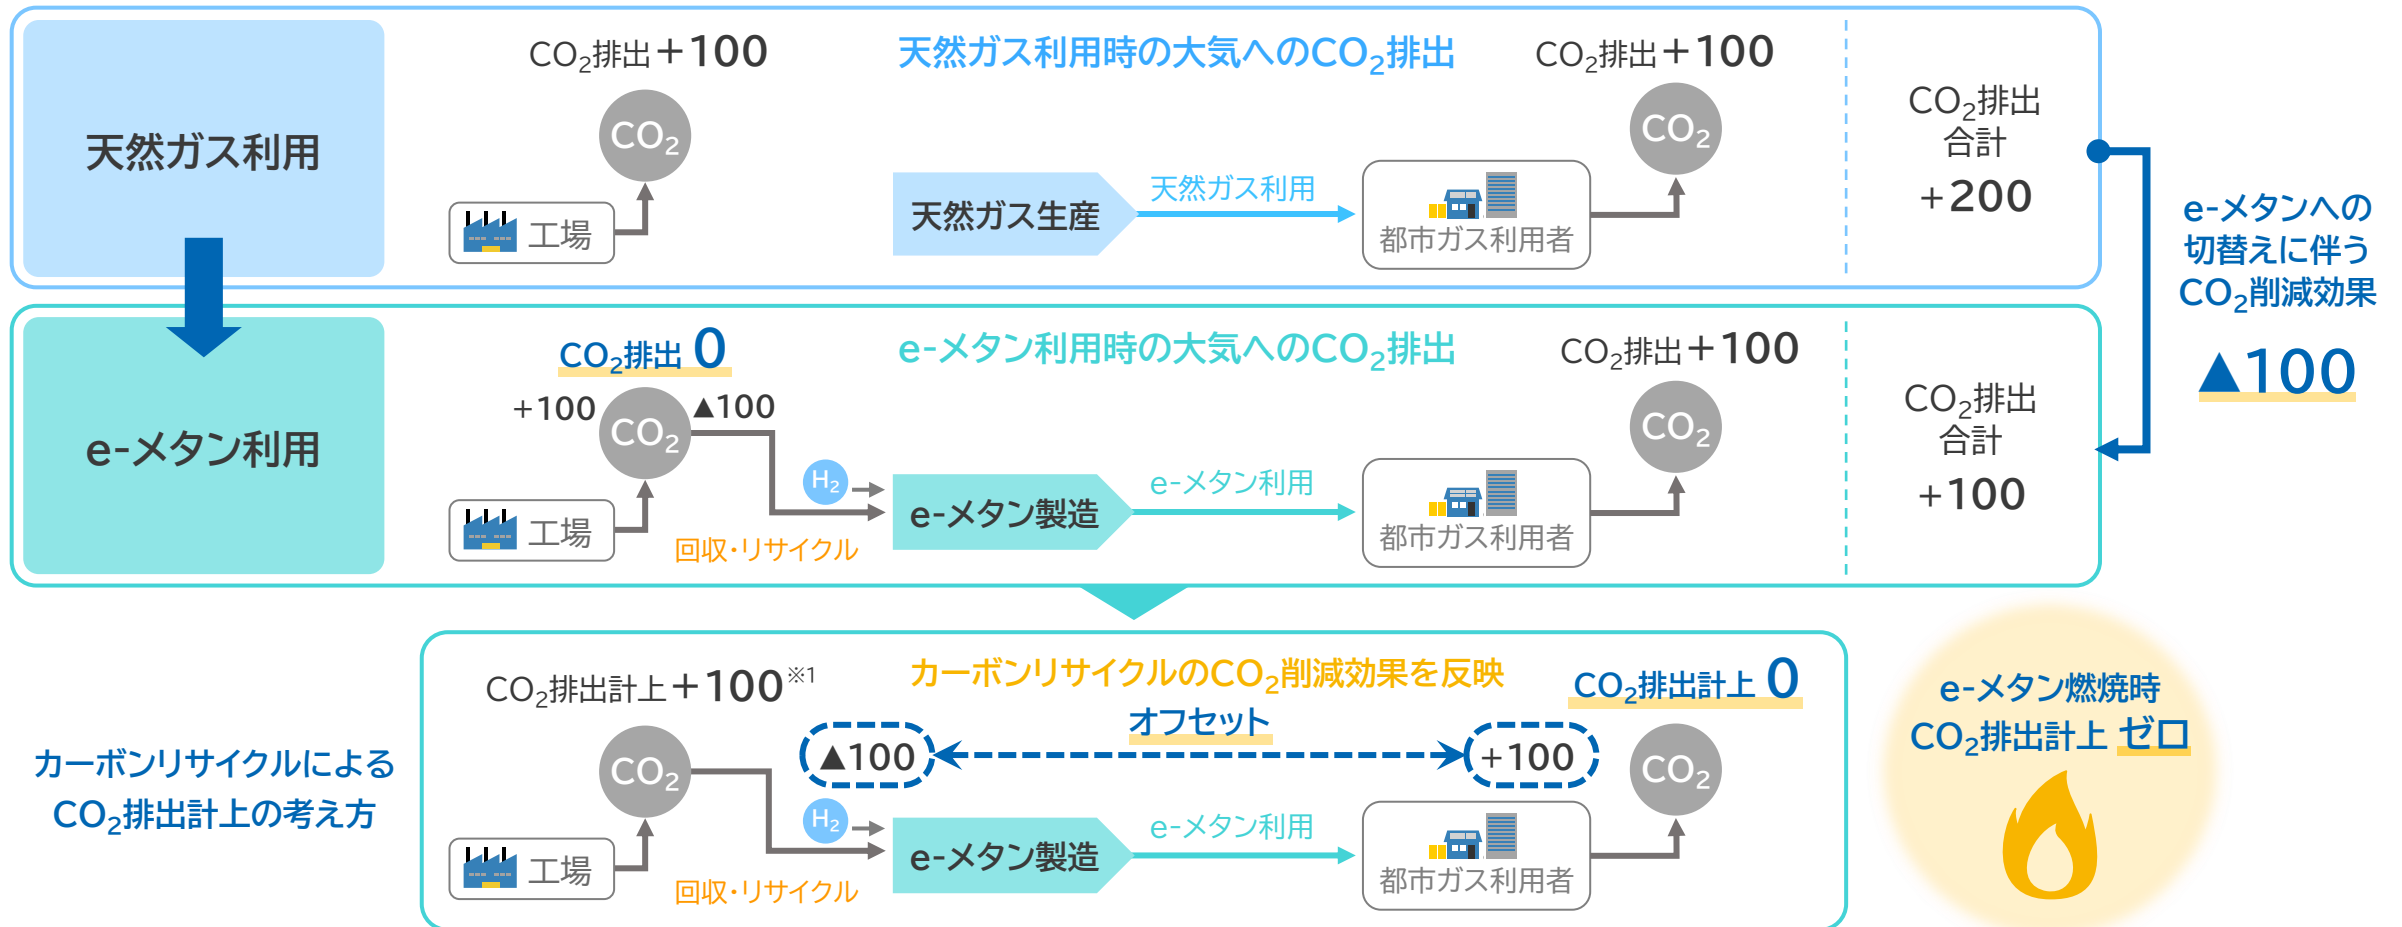 天然ガス利用
CO₂排出+100
CO₂
工場
天然ガス利用時の大気へのCO₂排出
天然ガス生産
天然ガス利用
都市ガス利用者
CO₂排出+100
CO₂
CO₂排出
合計
+200
e-メタンへの
切替えに伴う
CO₂削減効果
▲100
e-メタン利用
CO₂排出 0
+100
CO₂
▲100
工場
回収・リサイクル
H₂
e-メタン利用時の大気へのCO₂排出
e-メタン製造
e-メタン利用
都市ガス利用者
CO₂排出+100
CO₂
CO₂排出
合計
+100
カーボンリサイクルによる
CO₂排出計上の考え方
CO₂排出計上+100※1
CO₂
工場
回収・リサイクル
H₂
カーボンリサイクルのCO₂削減効果を反映
オフセット
▲100
+100
e-メタン製造
e-メタン利用
都市ガス利用者
CO₂排出計上 0
CO₂
e-メタン燃焼時
CO₂排出計上 ゼロ